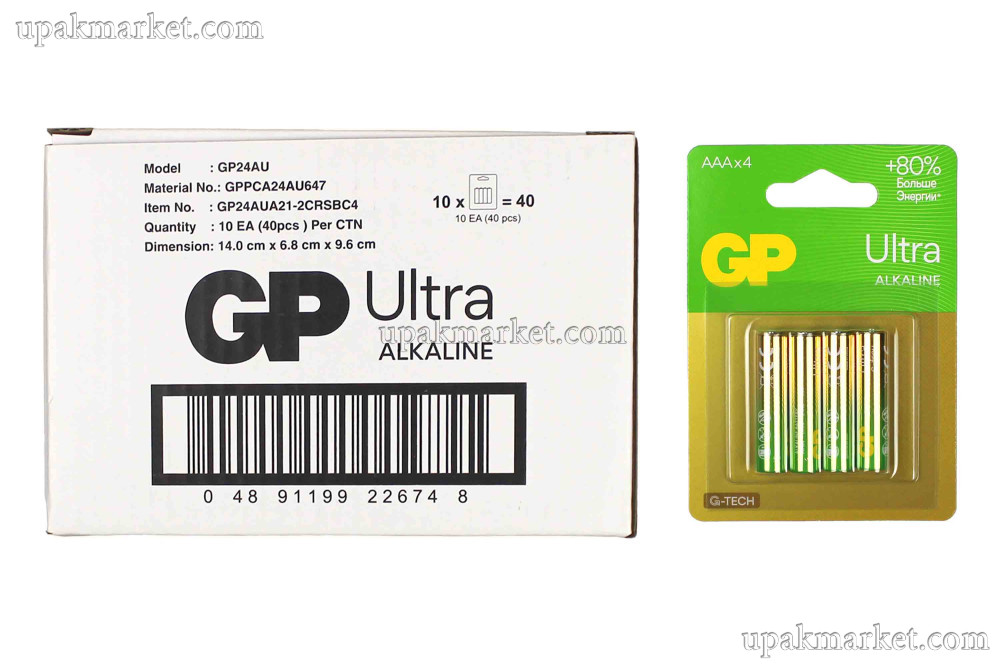 upakmarket.com
Model : GP24AU
Material No.: GPPCA24AU647
Item No. : GP24AUA21-2CRSBC4
Quantity : 10 EA (40pcs ) Per CTN
Dimension: 14.0 cm x 6.8 cm x 9.6 cm
10 x = 40
10 EA (40 pcs)
GP Ultra
ALKALINE
upakmarket.com
0 48 91199 22674 8
AAAx4
+80%
Больше
Энергии*
GP
Ultra
ALKALINE
G-TECH
upakmarket.com